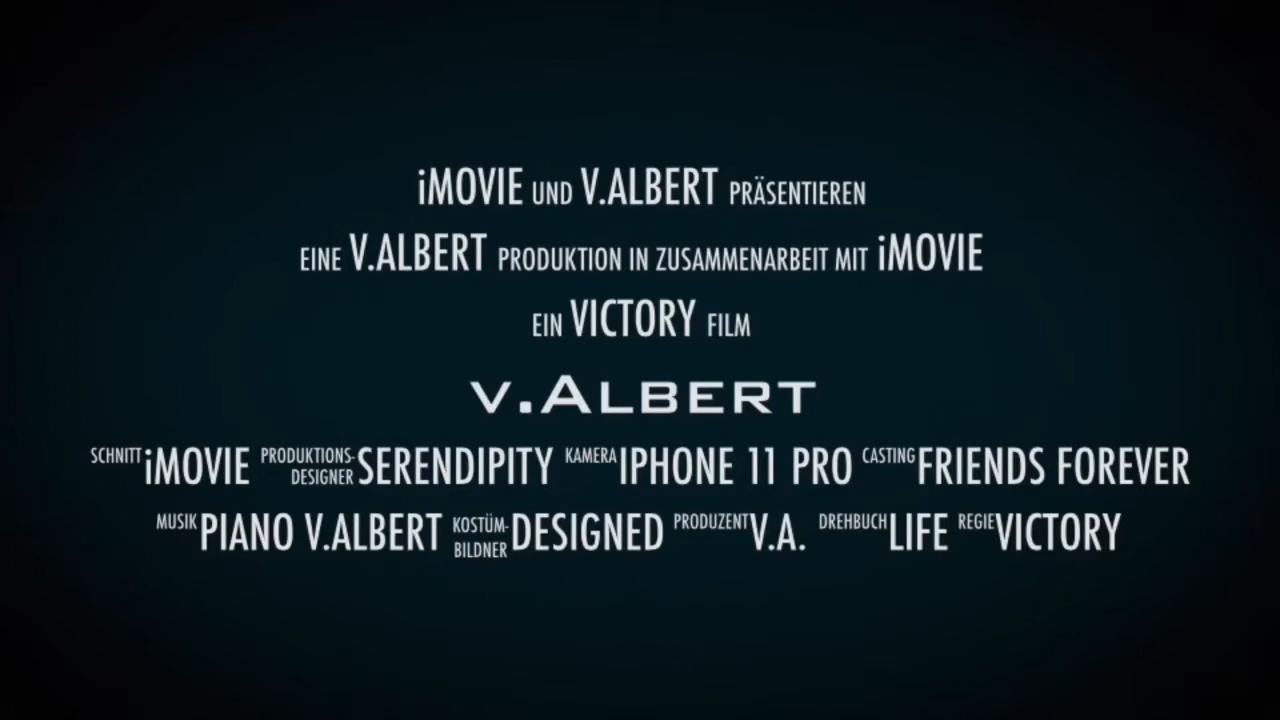 iMOVIE UND V.ALBERT PRÄSENTIEREN
EINE V.ALBERT PRODUKTION IN ZUSAMMENARBEIT MIT iMOVIE
EIN VICTORY FILM
V.ALBERT
SCHNITT iMOVIE PRODUKTIONS-DESIGNER SERENDIPITY KAMERA IPHONE 11 PRO CASTING FRIENDS FOREVER
MUSIK PIANO V.ALBERT KOSTÜM-BILDNER DESIGNED PRODUZENT V.A. DREHBUCH LIFE REGIE VICTORY